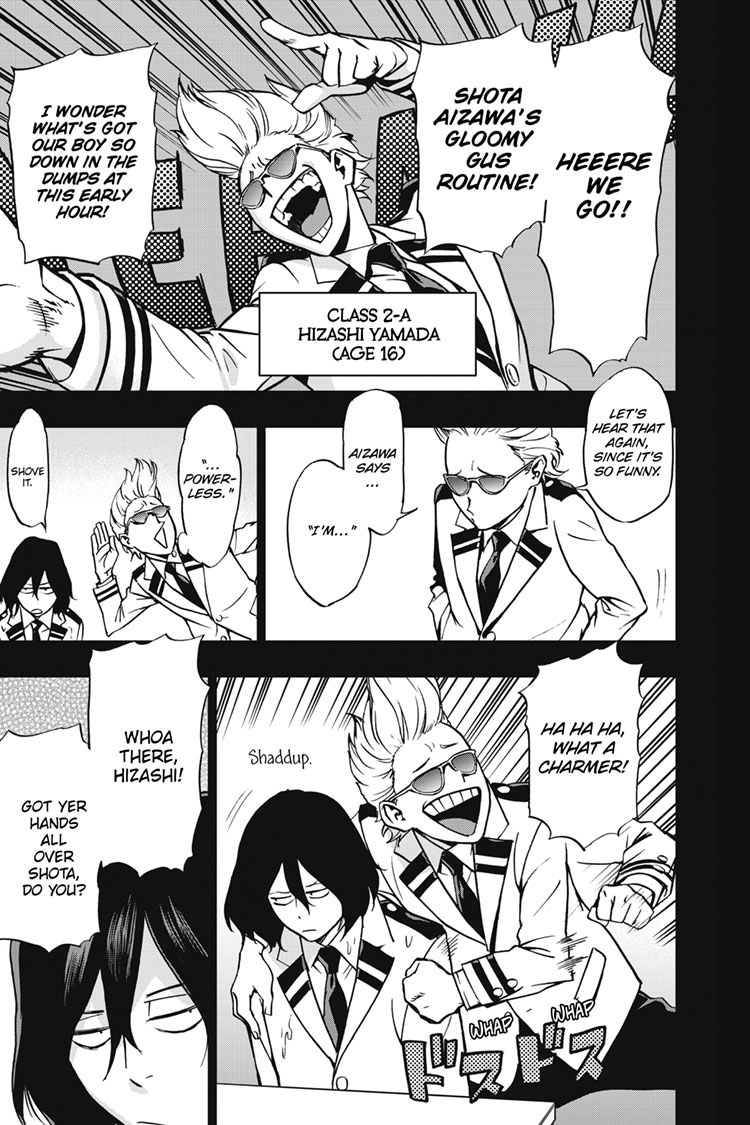 HEEERE
WE
GO!!
SHOTA
AIZAWA'S
GLOOMY
GUS
ROUTINE!
I WONDER
WHAT'S GOT
OUR BOY SO
DOWN IN THE
DUMPS AT
THIS EARLY
HOUR!
CLASS 2-A
HIZASHI YAMADA
(AGE 16)
LET'S
HEAR THAT
AGAIN,
SINCE IT'S
SO FUNNY.
AIZAWA
SAYS
...
"I'M..."
"...
POWER-
LESS."
SHOVE
IT.
HA HA HA,
WHAT A
CHARMER!
Shaddup.
WHAP
WHAP
ドスドス
WHOA
THERE,
HIZASHI!
GOT YER
HANDS
ALL
OVER
SHOTA,
DO YOU?